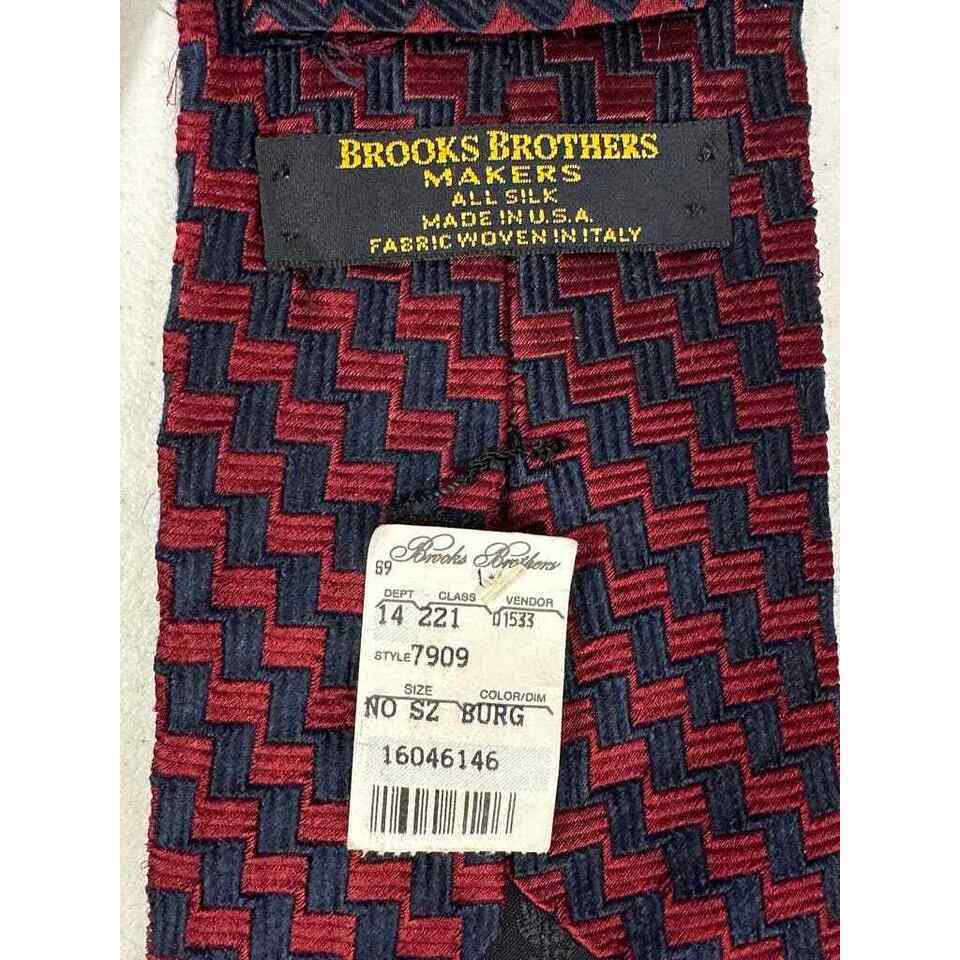 BROOKS BROTHERS
MAKERS
ALL SILK
MADE IN U.S.A.
FABRIC WOVEN IN ITALY
Brooks Brothers
69
DEPT CLASS VENDOR
14 221 01533
STYLE 7909
SIZE COLOR/DIM
NO SZ BURG
16046146